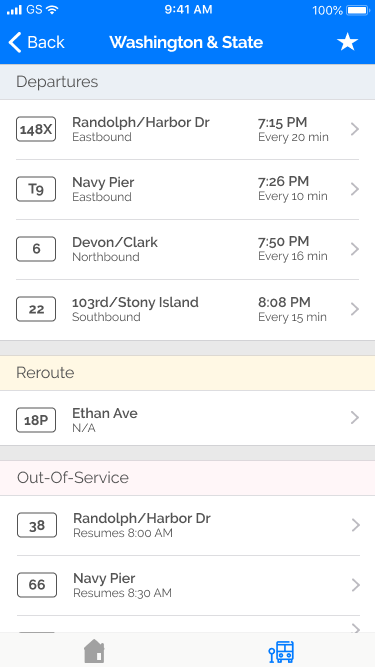 GS 9:41 AM 100%
Back Washington & State
Departures
148X Randolph/Harbor Dr 7:15 PM
Eastbound Every 20 min
T9 Navy Pier 7:26 PM
Eastbound Every 10 min
6 Devon/Clark 7:50 PM
Northbound Every 16 min
22 103rd/Stony Island 8:08 PM
Southbound Every 15 min
Reroute
18P Ethan Ave
N/A
Out-Of-Service
38 Randolph/Harbor Dr
Resumes 8:00 AM
66 Navy Pier
Resumes 8:30 AM